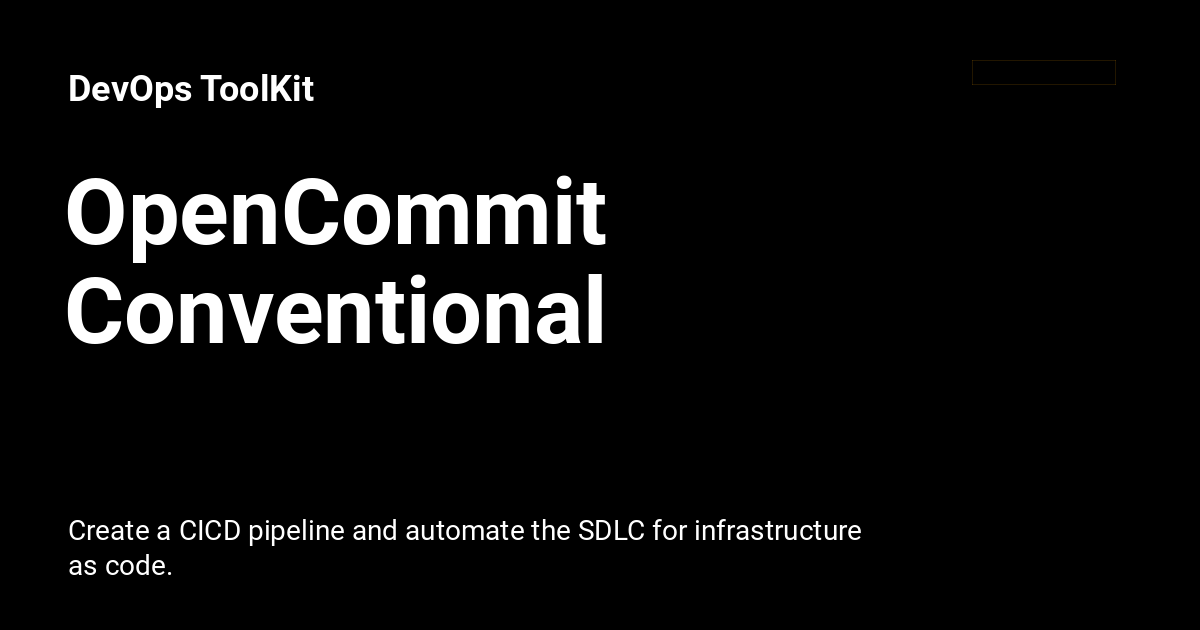 DevOps ToolKit
OpenCommit
Conventional
Create a CICD pipeline and automate the SDLC for infrastructure
as code.